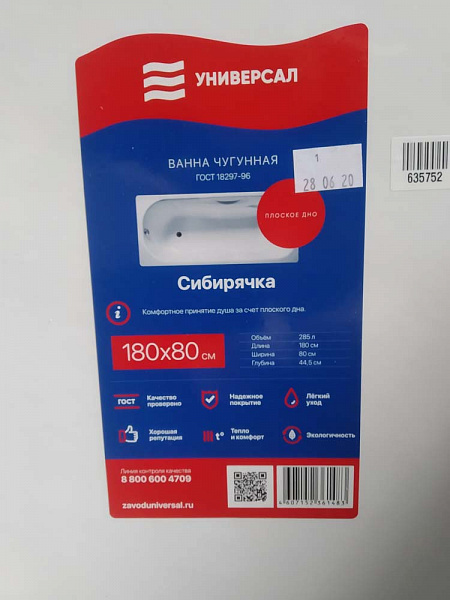 УНИВЕРСАЛ
ВАННА ЧУГУННАЯ
ГОСТ 18297-96
1
28 06 20
635752
ПЛОСКОЕ ДНО
Сибирячка
Комфортное принятие душа за счет плоского дна
180x80 см
Объём 285 л
Длина 180 см
Ширина 80 см
Глубина 44,5 см
ГОСТ Качество проверено
Надежное покрытие
Лёгкий уход
Хорошая репутация
t° Тепло и комфорт
Экологичность
Линия контроля качества
8 800 600 4709
zavoduniversal.ru
4607132361483